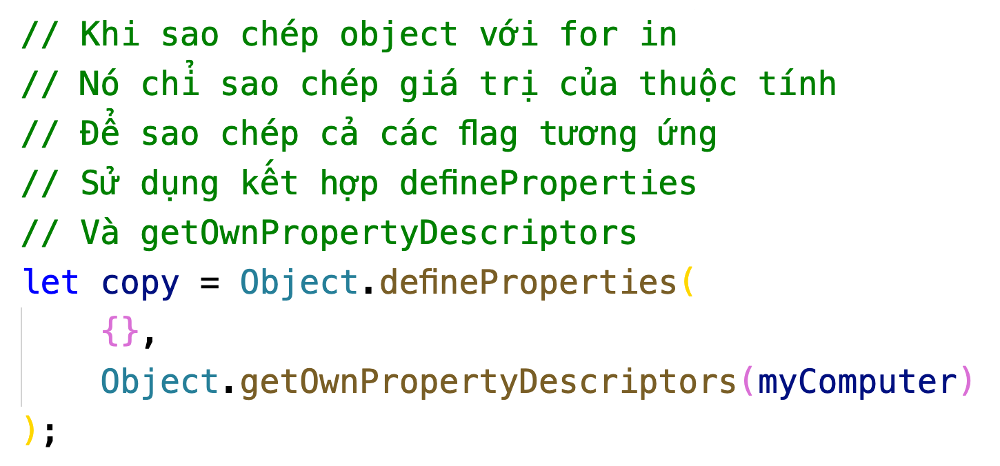 // Khi sao chép object với for in
// Nó chỉ sao chép giá trị của thuộc tính
// Để sao chép cả các flag tương ứng
// Sử dụng kết hợp defineProperties
// Và getOwnPropertyDescriptors
let copy = Object.defineProperties(
    {},
    Object.getOwnPropertyDescriptors(myComputer)
);